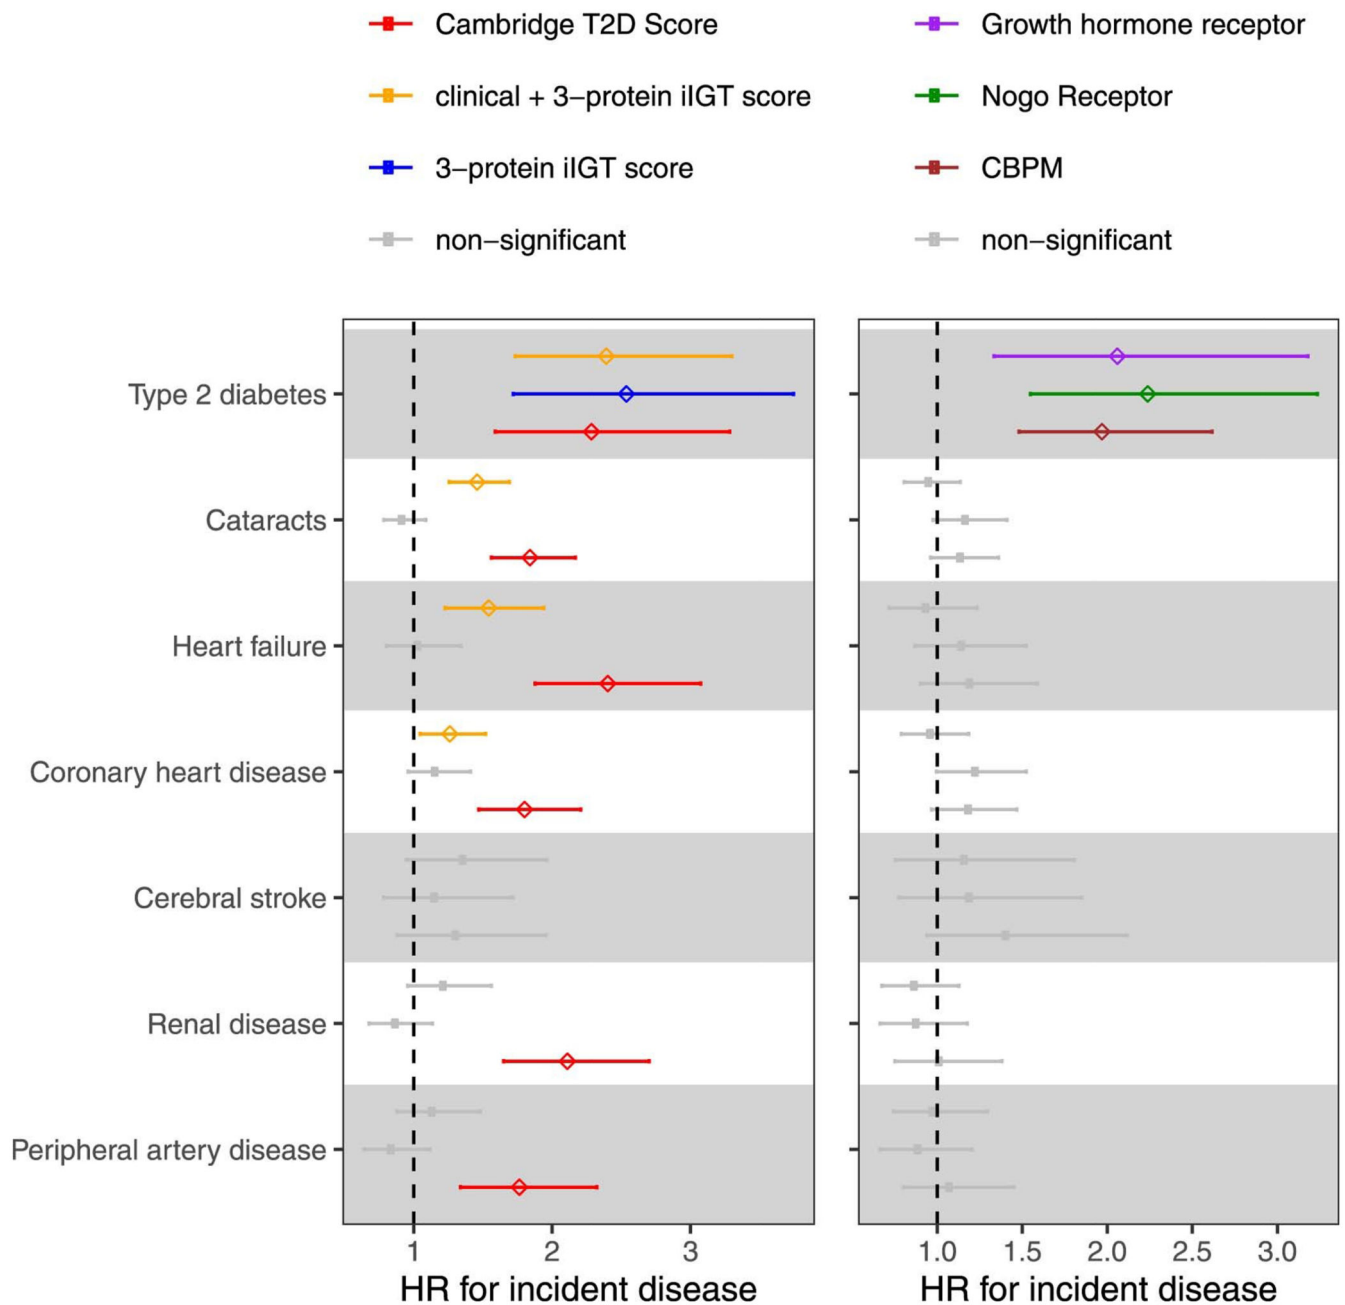 Cambridge T2D Score
clinical + 3−protein iIGT score
3−protein iIGT score
non−significant
Growth hormone receptor
Nogo Receptor
CBPM
non−significant
Type 2 diabetes
Cataracts
Heart failure
Coronary heart disease
Cerebral stroke
Renal disease
Peripheral artery disease
1 2 3
HR for incident disease
1.0 1.5 2.0 2.5 3.0
HR for incident disease